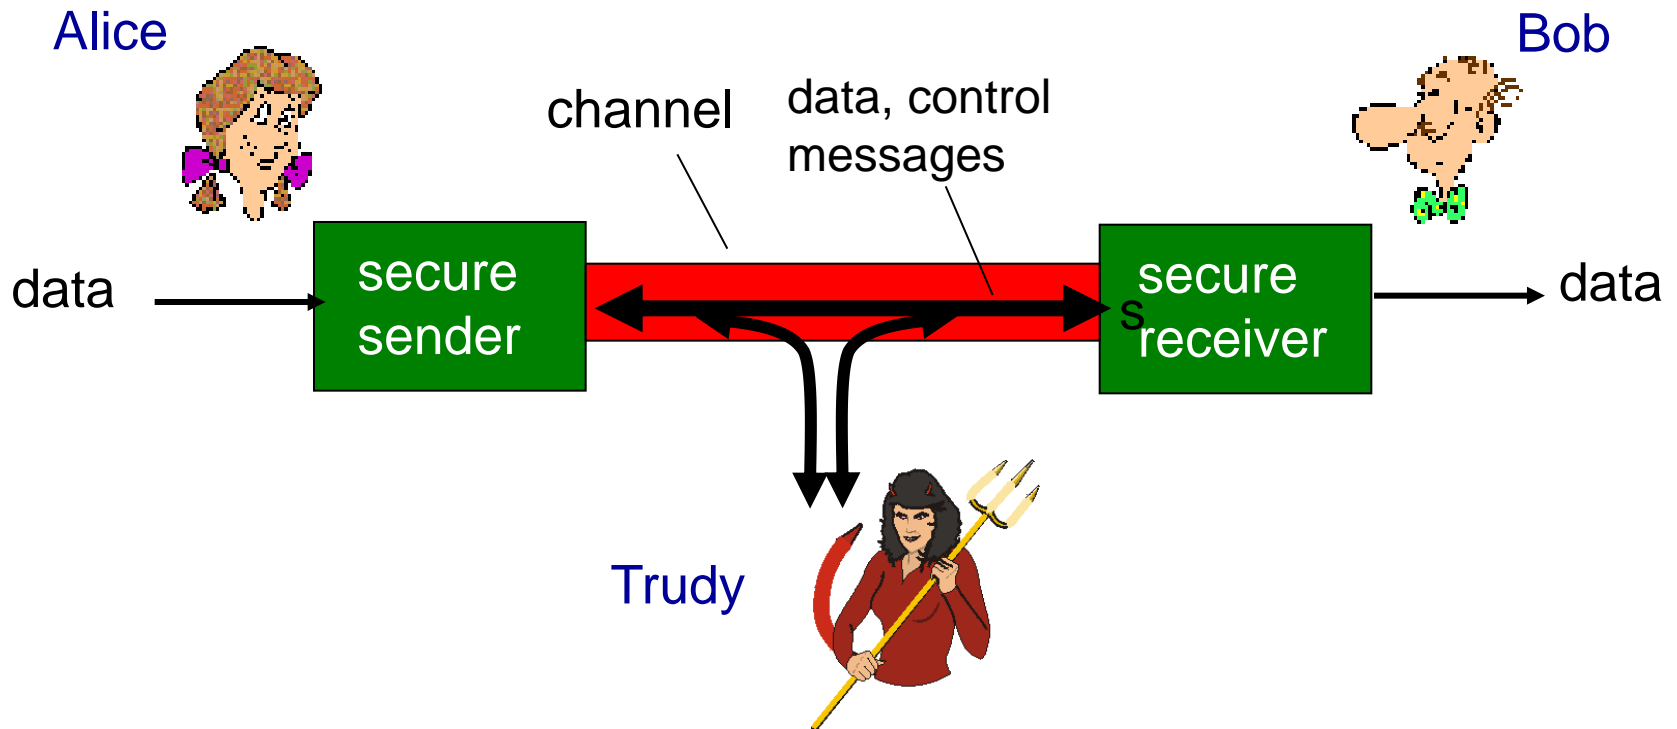 Alice
Bob
channel
data, control
messages
data
secure
sender
s
secure
receiver
data
Trudy